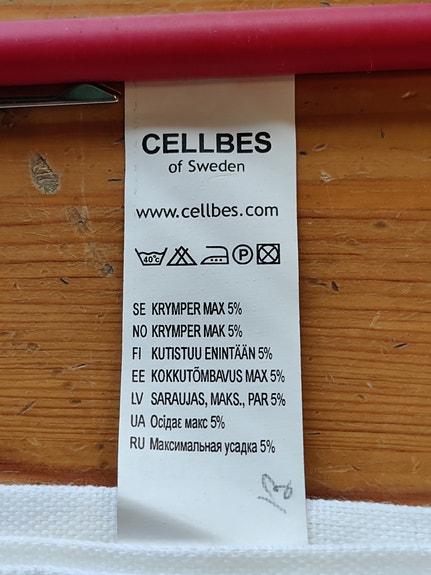 CELLBES
of Sweden
www.cellbes.com
40°C P
SE KRYMPER MAX 5%
NO KRYMPER MAK 5%
FI KUTISTUU ENINTÄÄN 5%
EE KOKKUTÕMBAVUS MAX 5%
LV SARAUJAS, MAKS., PAR 5%
UA Осідає макс 5%
RU Максимальная усадка 5%